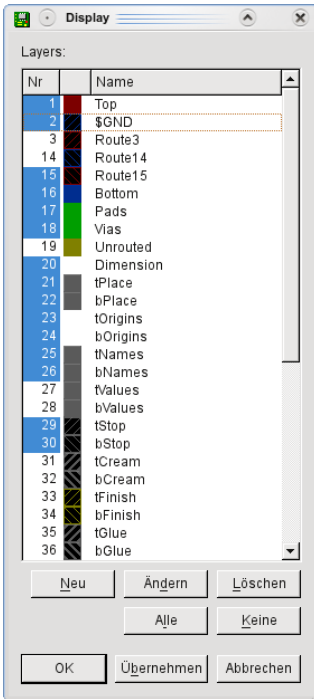 Display
Layers:
Nr Name
1 Top
2 $GND
3 Route3
14 Route14
15 Route15
16 Bottom
17 Pads
18 Vias
19 Unrouted
20 Dimension
21 tPlace
22 bPlace
23 tOrigins
24 bOrigins
25 tNames
26 bNames
27 tValues
28 bValues
29 tStop
30 bStop
31 tCream
32 bCream
33 tFinish
34 bFinish
35 tGlue
36 bGlue
Neu Ändern Löschen
Alle Keine
OK Übernehmen Abbrechen